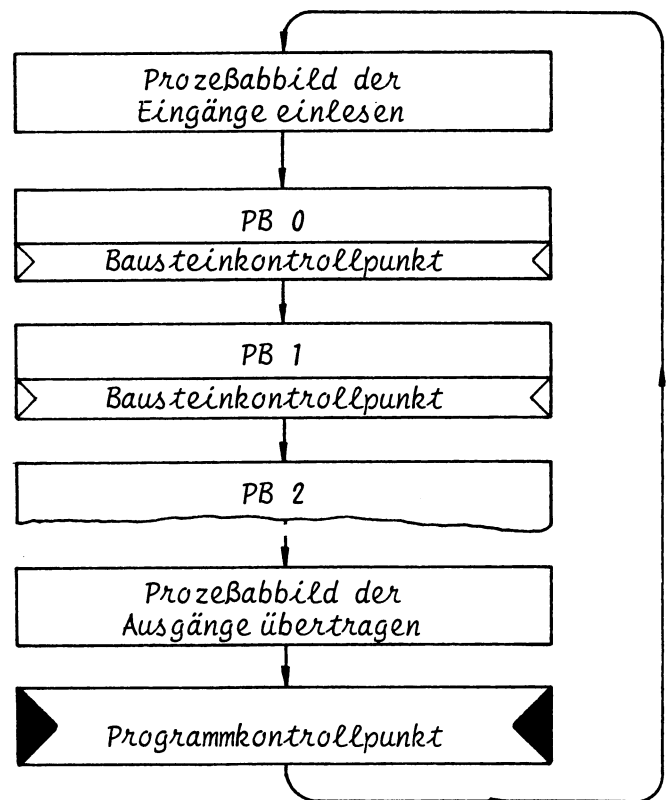 Prozeßabbild der
Eingänge einlesen
PB 0
Bausteinkontrollpunkt
PB 1
Bausteinkontrollpunkt
PB 2
Prozeßabbild der
Ausgänge übertragen
Programmkontrollpunkt